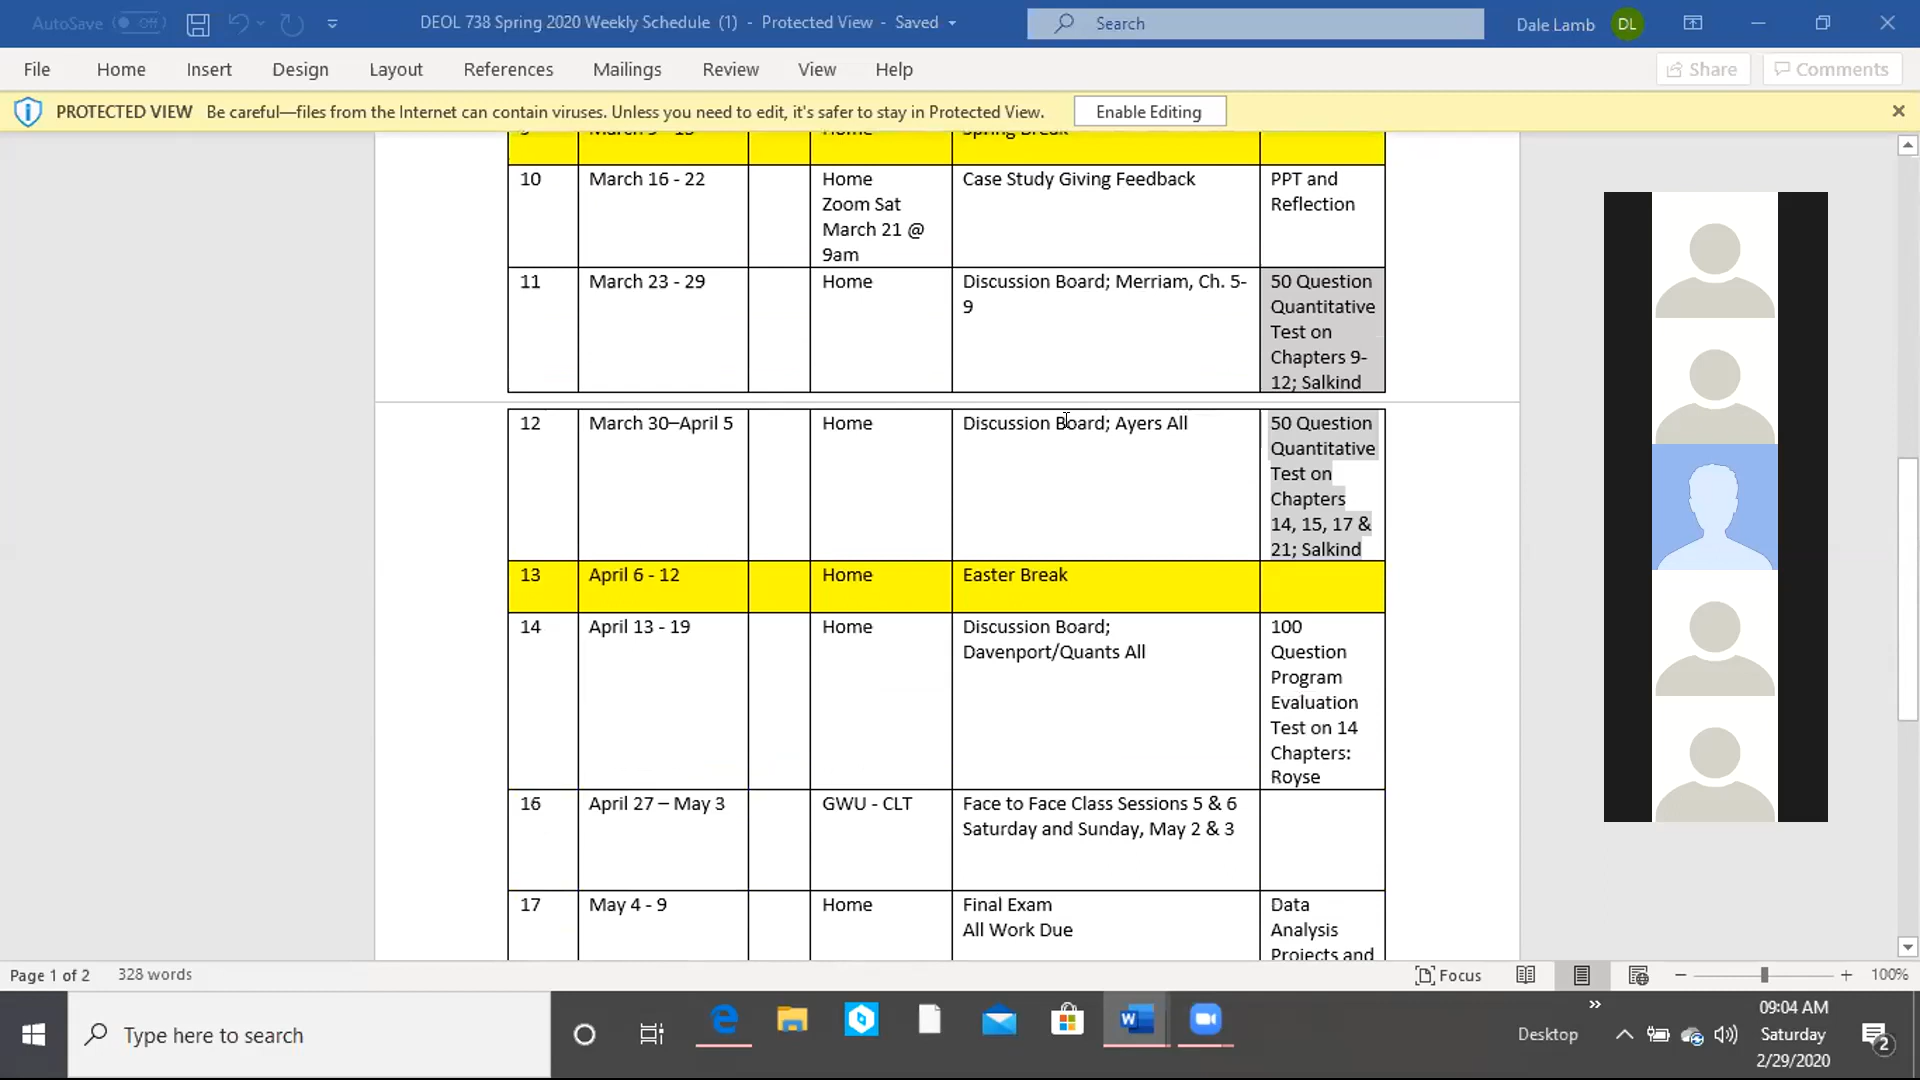 AutoSave Off
DEOL 738 Spring 2020 Weekly Schedule (1) - Protected View - Saved
Search
Dale Lamb DL
File Home Insert Design Layout References Mailings Review View Help
Share Comments
PROTECTED VIEW Be careful—files from the Internet can contain viruses. Unless you need to edit, it's safer to stay in Protected View. Enable Editing
9 March 9 - 15 Home Spring Break
10 March 16 - 22 Home Case Study Giving Feedback PPT and
Zoom Sat Reflection
March 21 @
9am
11 March 23 - 29 Home Discussion Board; Merriam, Ch. 5- 50 Question
9 Quantitative
Test on
Chapters 9-
12; Salkind
12 March 30–April 5 Home Discussion Board; Ayers All 50 Question
Quantitative
Test on
Chapters
14, 15, 17 &
21; Salkind
13 April 6 - 12 Home Easter Break
14 April 13 - 19 Home Discussion Board; 100
Davenport/Quants All Question
Program
Evaluation
Test on 14
Chapters:
Royse
16 April 27 – May 3 GWU - CLT Face to Face Class Sessions 5 & 6
Saturday and Sunday, May 2 & 3
17 May 4 - 9 Home Final Exam Data
All Work Due Analysis
Projects and
Page 1 of 2 328 words Focus 100%
Type here to search
Desktop
09:04 AM
Saturday
2/29/2020
2